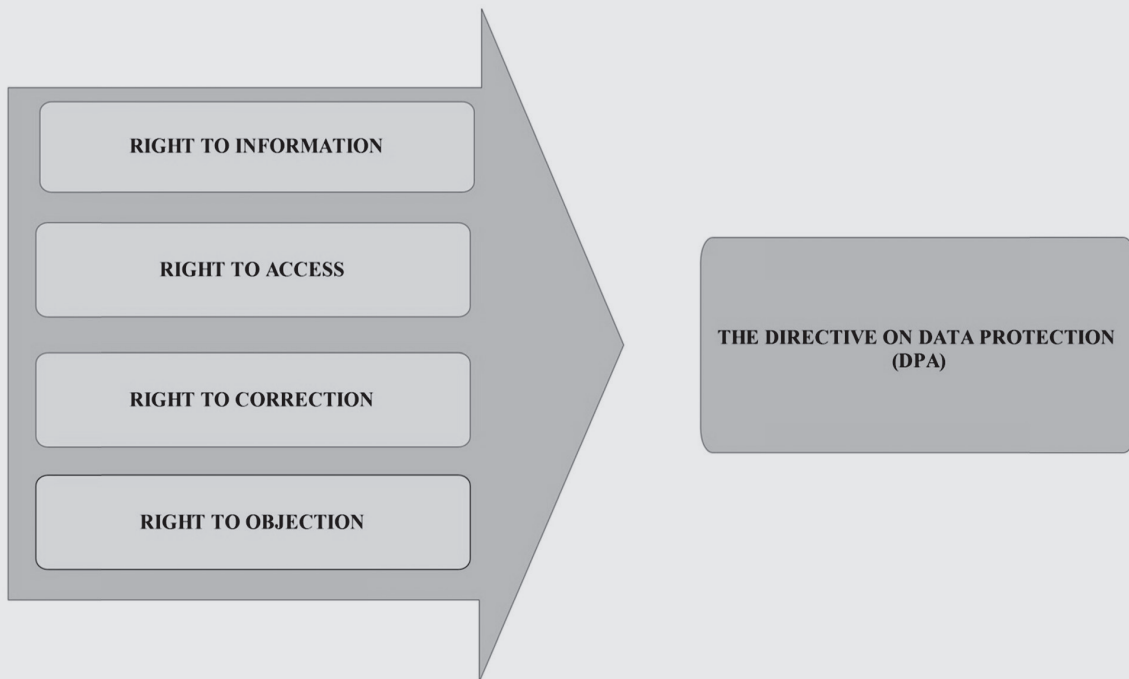 RIGHT TO INFORMATION
RIGHT TO ACCESS
RIGHT TO CORRECTION
RIGHT TO OBJECTION
THE DIRECTIVE ON DATA PROTECTION
(DPA)